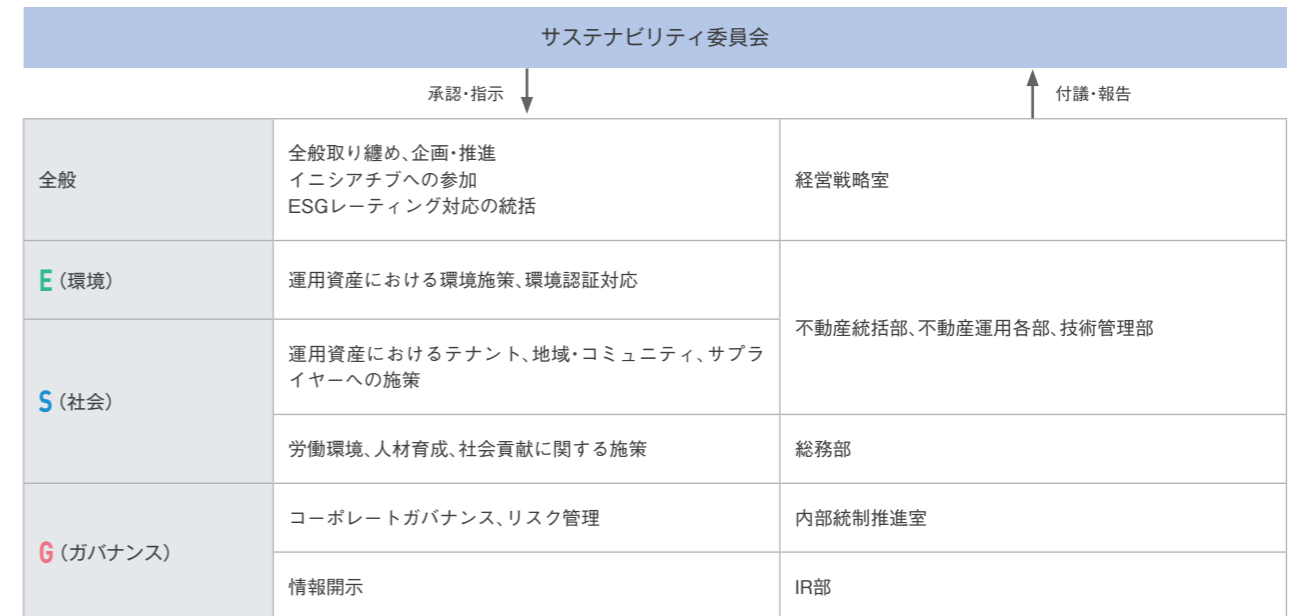 サステナビリティ委員会
承認・指示
付議・報告
全般
全般取り纏め、企画・推進
イニシアチブへの参加
ESGレーティング対応の統括
経営戦略室
E（環境）
運用資産における環境施策、環境認証対応
不動産統括部、不動産運用各部、技術管理部
S（社会）
運用資産におけるテナント、地域・コミュニティ、サプラ
イヤーへの施策
労働環境、人材育成、社会貢献に関する施策
総務部
G（ガバナンス）
コーポレートガバナンス、リスク管理
内部統制推進室
情報開示
IR部